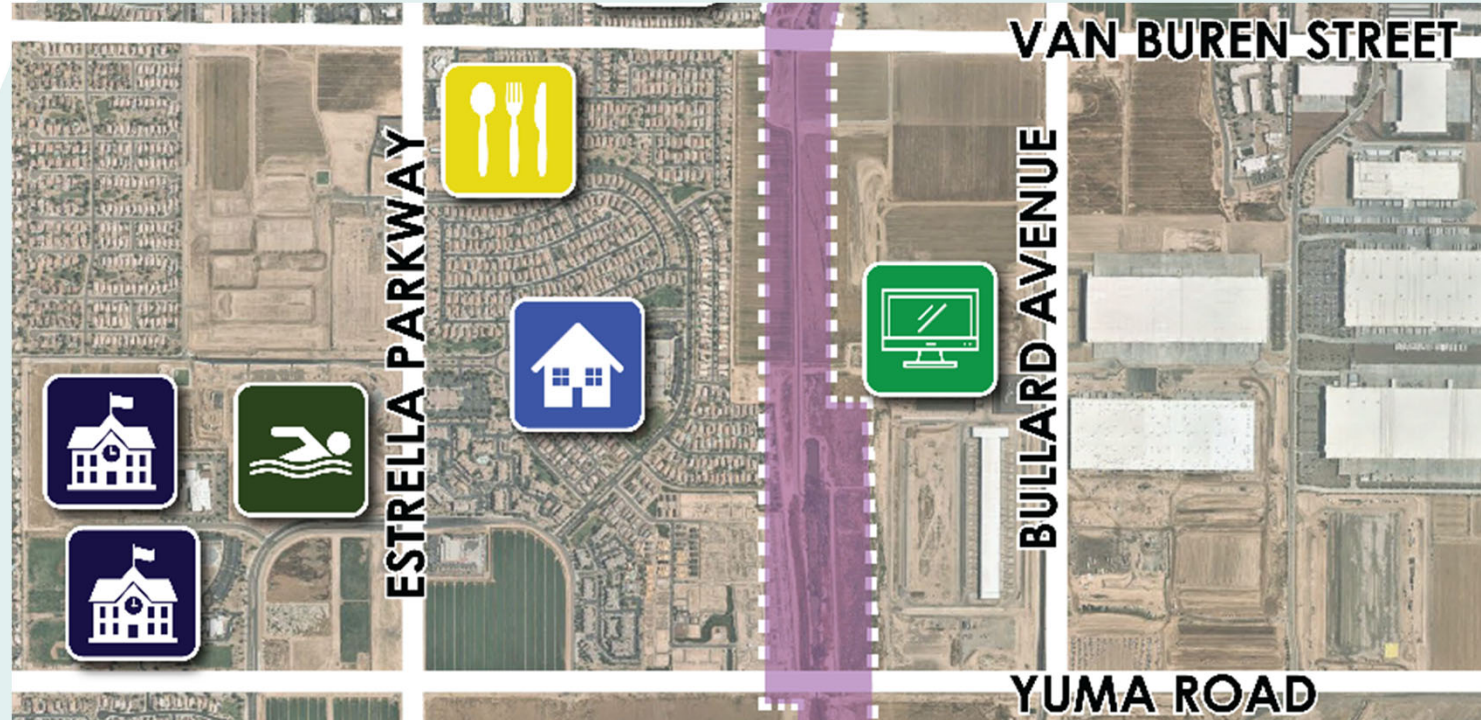 VAN BUREN STREET
ESTRELLA PARKWAY
BULLARD AVENUE
YUMA ROAD